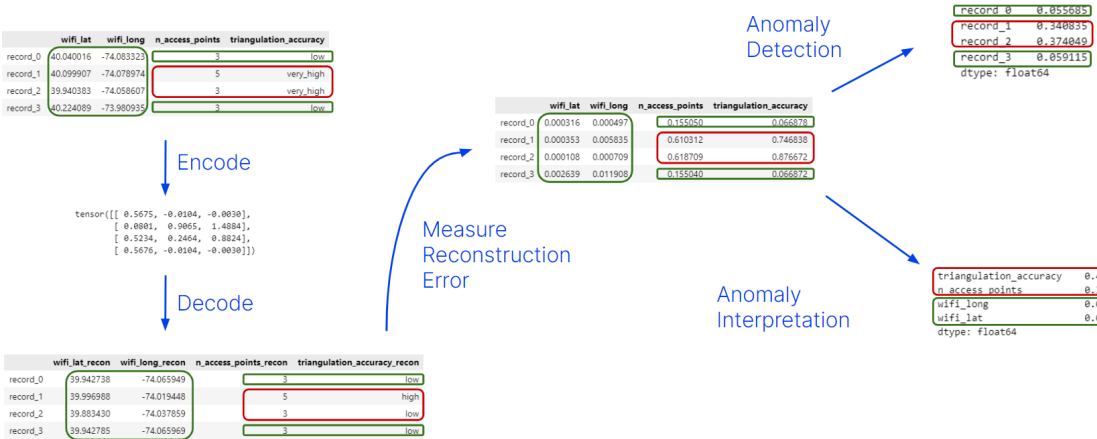 wifi_lat wifi_long n_access_points triangulation_accuracy
record_0 40.040016 -74.083323 3 low
record_1 40.099907 -74.078974 5 very_high
record_2 39.940383 -74.058607 3 very_high
record_3 40.224089 -73.980935 3 low
Encode
tensor([[ 0.5675, -0.0104, -0.0030],
[ 0.0801, 0.9065, 1.4884],
[ 0.5234, 0.2464, 0.8824],
[ 0.5676, -0.0104, -0.0030]])
Decode
wifi_lat_recon wifi_long_recon n_access_points_recon triangulation_accuracy_recon
record_0 39.942738 -74.065949 3 low
record_1 39.996988 -74.019448 5 high
record_2 39.883430 -74.037859 3 low
record_3 39.942785 -74.065969 3 low
Measure
Reconstruction
Error
wifi_lat wifi_long n_access_points triangulation_accuracy
record_0 0.000316 0.000497 0.155050 0.066878
record_1 0.000353 0.005835 0.610312 0.746838
record_2 0.000108 0.000709 0.618709 0.876672
record_3 0.002639 0.011908 0.155040 0.066872
Anomaly
Detection
record_0 0.055685
record_1 0.340835
record_2 0.374049
record_3 0.059115
dtype: float64
Anomaly
Interpretation
triangulation_accuracy
n_access_points
wifi_long
wifi_lat
dtype: float64